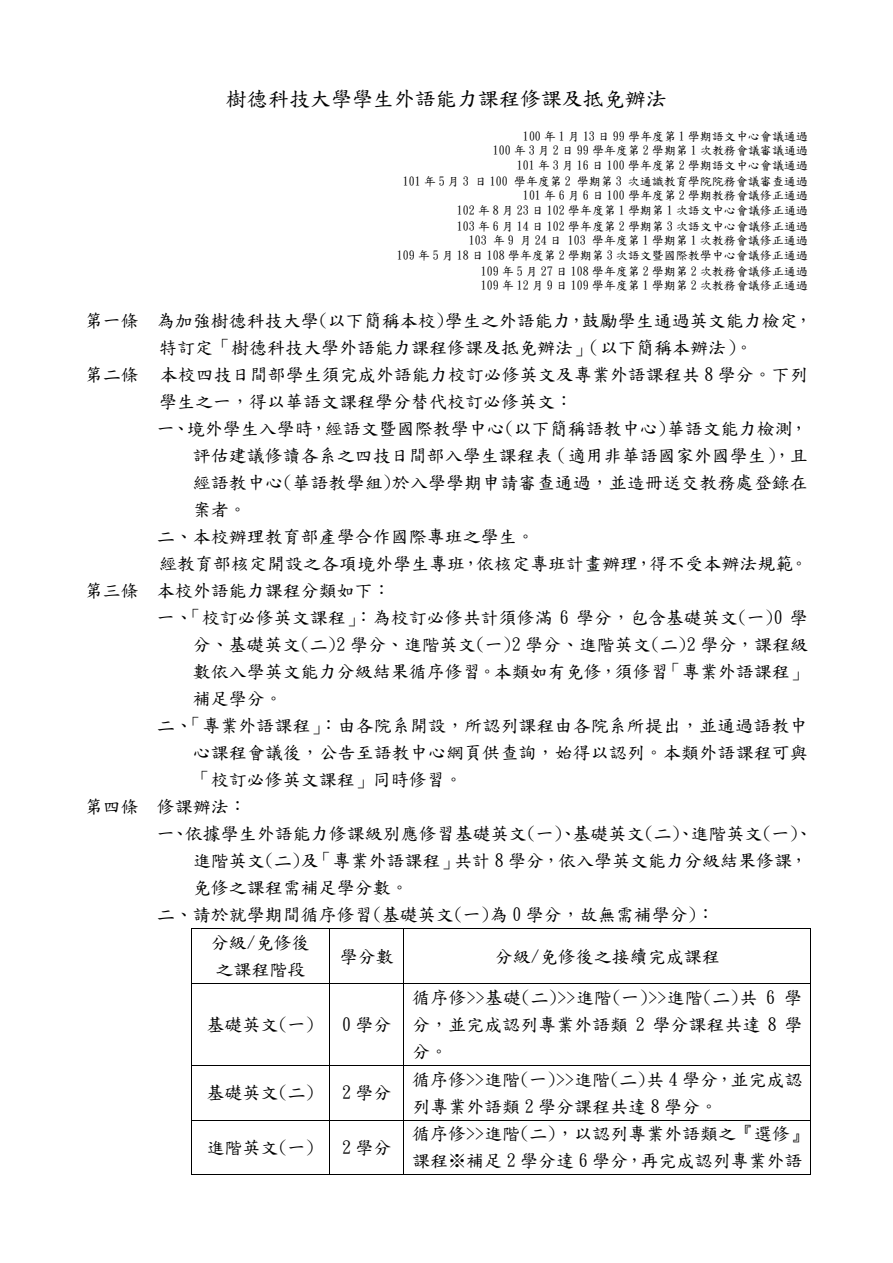 樹德科技大學學生外語能力課程修課及抵免辦法
100 年 1 月 13 日 99 學年度第 1 學期語文中心會議通過
100 年 3 月 2 日 99 學年度第 2 學期第 1 次教務會議審議通過
101 年 3 月 16 日 100 學年度第 2 學期語文中心會議通過
101 年 5 月 3 日 100 學年度第 2 學期第 3 次通識教育學院院務會議審查通過
101 年 6 月 6 日 100 學年度第 2 學期教務會議修正通過
102 年 8 月 23 日 102 學年度第 1 學期第 1 次語文中心會議修正通過
103 年 6 月 14 日 102 學年度第 2 學期第 3 次語文中心會議修正通過
103 年 9 月 24 日 103 學年度第 1 學期第 1 次教務會議修正通過
109 年 5 月 18 日 108 學年度第 2 學期第 3 次語文暨國際教學中心會議修正通過
109 年 5 月 27 日 108 學年度第 2 學期第 2 次教務會議修正通過
109 年 12 月 9 日 109 學年度第 1 學期第 2 次教務會議修正通過
第一條 為加強樹德科技大學(以下簡稱本校)學生之外語能力，鼓勵學生通過英文能力檢定，
特訂定「樹德科技大學外語能力課程修課及抵免辦法」(以下簡稱本辦法)。
第二條 本校四技日間部學生須完成外語能力校訂必修英文及專業外語課程共 8 學分。下列
學生之一，得以華語文課程學分替代校訂必修英文：
一、境外學生入學時，經語文暨國際教學中心(以下簡稱語教中心)華語文能力檢測，
評估建議修讀各系之四技日間部入學生課程表(適用非華語國家外國學生)，且
經語教中心(華語教學組)於入學學期申請審查通過，並造冊送交教務處登錄在
案者。
二、本校辦理教育部產學合作國際專班之學生。
經教育部核定開設之各項境外學生專班，依核定專班計畫辦理，得不受本辦法規範。
第三條 本校外語能力課程分類如下：
一、「校訂必修英文課程」：為校訂必修共計須修滿 6 學分，包含基礎英文(一)0 學
分、基礎英文(二)2 學分、進階英文(一)2 學分、進階英文(二)2 學分，課程級
數依入學英文能力分級結果循序修習。本類如有免修，須修習「專業外語課程」
補足學分。
二、「專業外語課程」：由各院系開設，所認列課程由各院系所提出，並通過語教中
心課程會議後，公告至語教中心網頁供查詢，始得以認列。本類外語課程可與
「校訂必修英文課程」同時修習。
第四條 修課辦法：
一、依據學生外語能力修課級別應修習基礎英文(一)、基礎英文(二)、進階英文(一)、
進階英文(二)及「專業外語課程」共計 8 學分，依入學英文能力分級結果修課，
免修之課程需補足學分數。
二、請於就學期間循序修習(基礎英文(一)為 0 學分，故無需補學分)：
分級/免修後
之課程階段
學分數
分級/免修後之接續完成課程
基礎英文(一)
0 學分
循序修>>基礎(二)>>進階(一)>>進階(二)共 6 學
分，並完成認列專業外語類 2 學分課程共達 8 學
分。
基礎英文(二)
2 學分
循序修>>進階(一)>>進階(二)共 4 學分，並完成認
列專業外語類 2 學分課程共達 8 學分。
進階英文(一)
2 學分
循序修>>進階(二)，以認列專業外語類之『選修』
課程※補足 2 學分達 6 學分，再完成認列專業外語